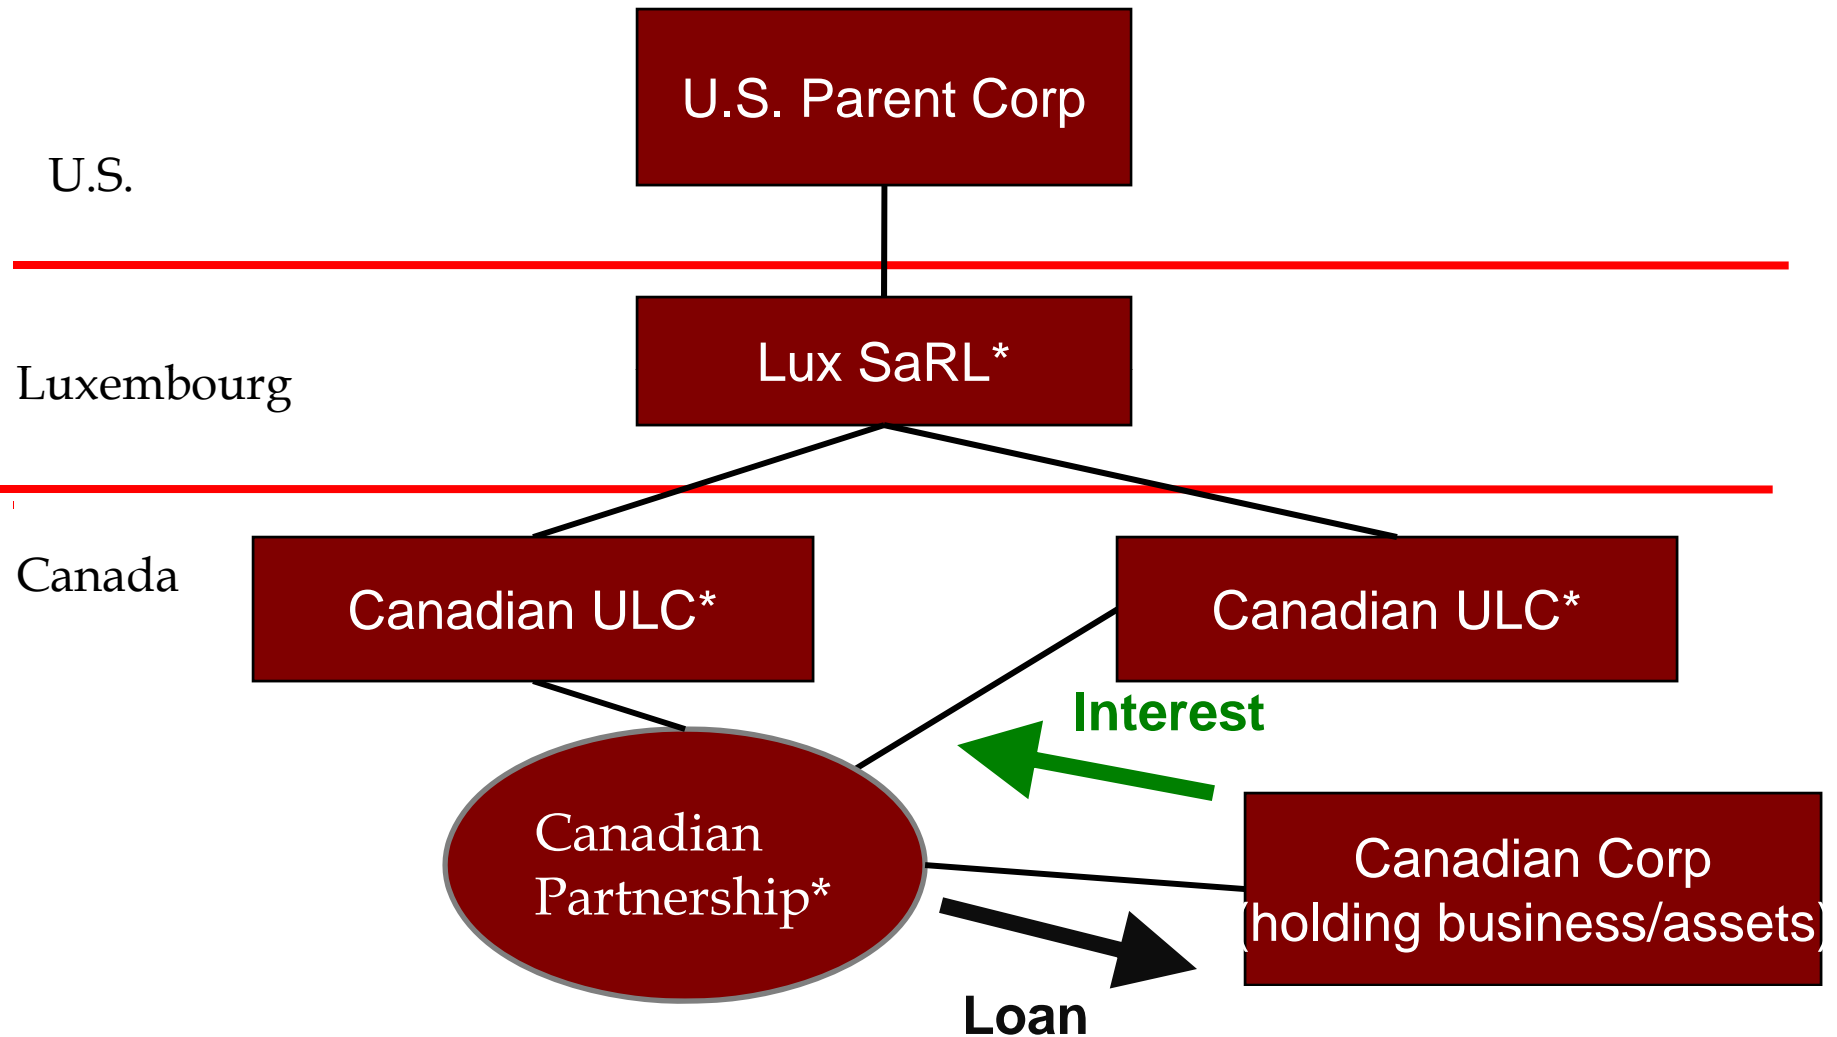 U.S. Parent Corp
U.S.
Lux SaRL*
Luxembourg
Canada
Canadian ULC*
Canadian ULC*
Interest
Canadian
Partnership*
Canadian Corp
(holding business/assets)
Loan